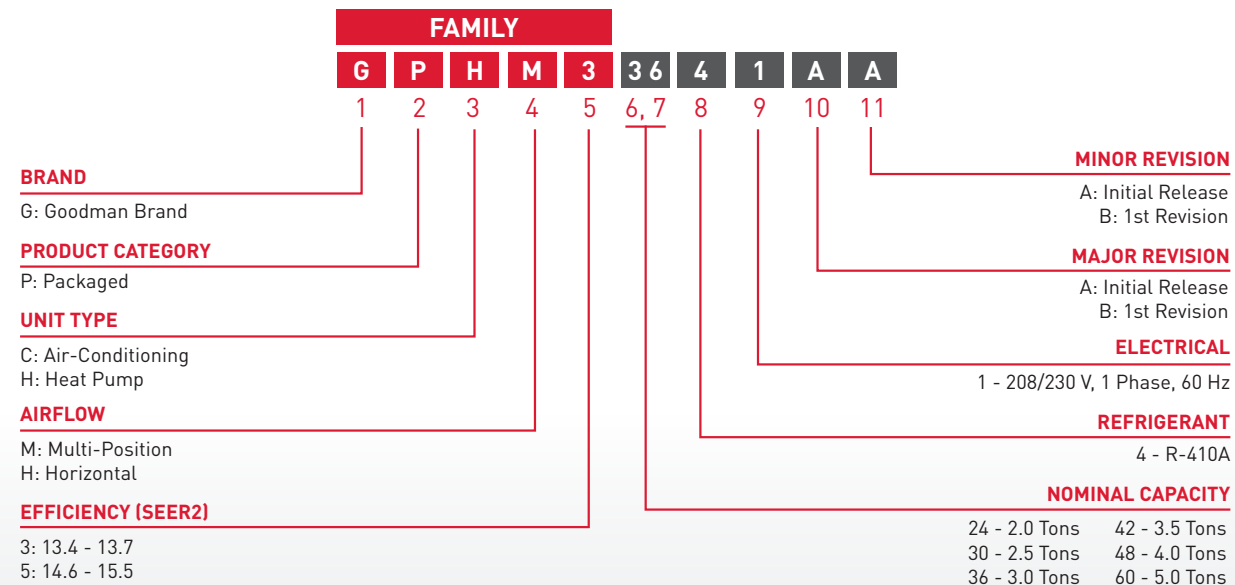 FAMILY
G P H M 3 3 6 4 1 A A
1 2 3 4 5 6, 7 8 9 10 11
BRAND
G: Goodman Brand
PRODUCT CATEGORY
P: Packaged
UNIT TYPE
C: Air-Conditioning
H: Heat Pump
AIRFLOW
M: Multi-Position
H: Horizontal
EFFICIENCY (SEER2)
3: 13.4 - 13.7
5: 14.6 - 15.5
MINOR REVISION
A: Initial Release
B: 1st Revision
MAJOR REVISION
A: Initial Release
B: 1st Revision
ELECTRICAL
1 - 208/230 V, 1 Phase, 60 Hz
REFRIGERANT
4 - R-410A
NOMINAL CAPACITY
24 - 2.0 Tons 42 - 3.5 Tons
30 - 2.5 Tons 48 - 4.0 Tons
36 - 3.0 Tons 60 - 5.0 Tons